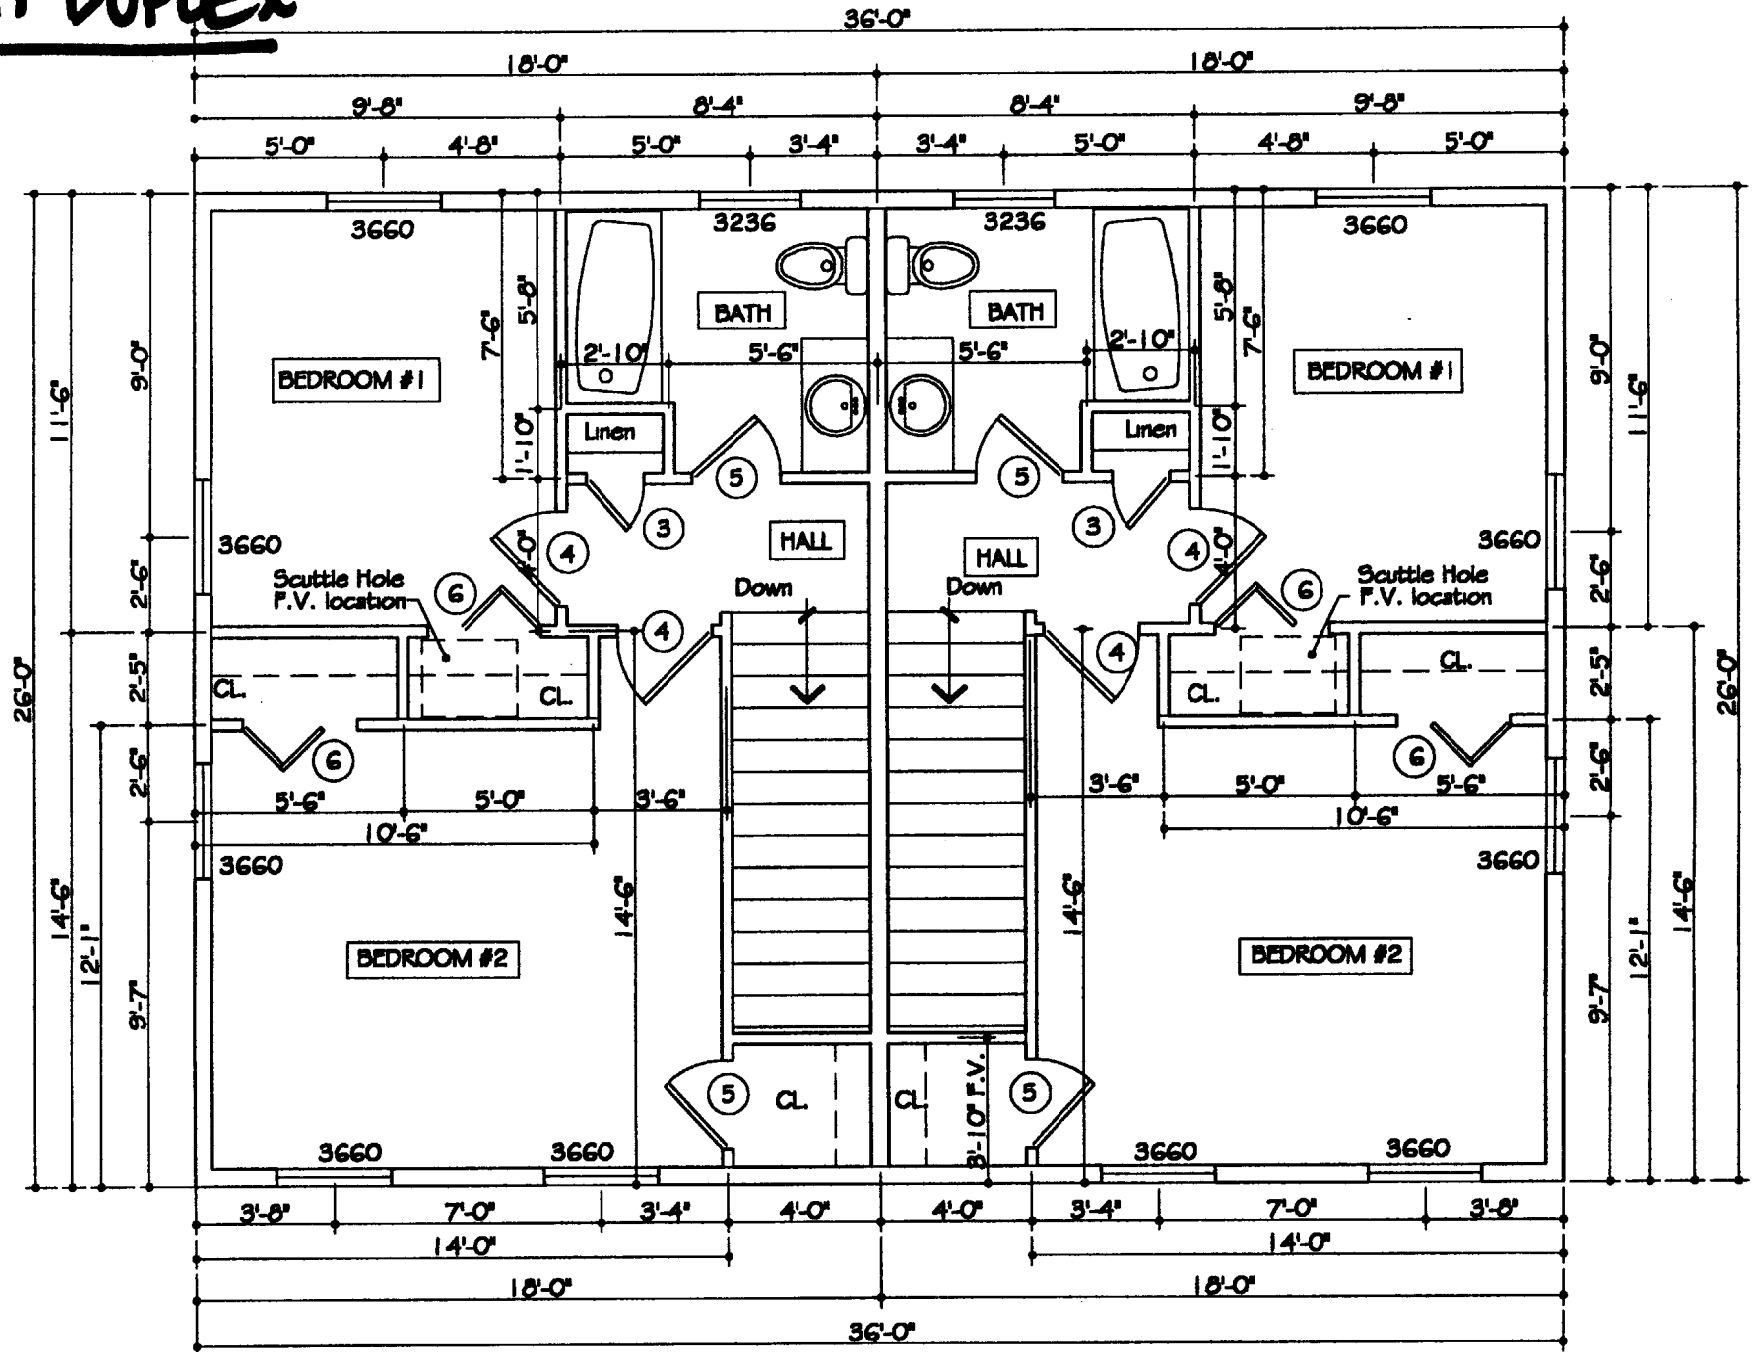 DUPLEX
36'-0"
18'-0" 18'-0"
9'-8" 8'-4" 8'-4" 9'-8"
5'-0" 4'-8" 5'-0" 3'-4" 3'-4" 5'-0" 4'-8" 5'-0"
3660 3236 3236 3660
BATH BATH
5'-8" 5'-8"
7'-6" 7'-6"
2'-10" 5'-6" 5'-6" 2'-10"
9'-0" 9'-0"
BEDROOM #1 BEDROOM #1
11'-6" 11'-6"
Linen Linen
1'-10" 1'-10"
5 5
3 3
4 4
HALL HALL
4'-0" 4'-0"
3660 3660
Scuttle Hole Scuttle Hole
F.V. location F.V. location
6 6
Down Down
2'-6" 2'-6"
4 4
26'-0" 26'-0"
2'-5" 2'-5"
CL. CL. CL. CL.
6 6
2'-6" 2'-6"
5'-6" 5'-0" 3'-6" 3'-6" 5'-0" 5'-6"
10'-6" 10'-6"
3660 3660
14'-6" 14'-6" 14'-6" 14'-6"
12'-1" 12'-1"
BEDROOM #2 BEDROOM #2
9'-7" 9'-7"
5 CL. CL. 5
3'-10" F.V.
3660 3660 3660 3660
3'-8" 7'-0" 3'-4" 4'-0" 4'-0" 3'-4" 7'-0" 3'-8"
14'-0" 14'-0"
18'-0" 18'-0"
36'-0"